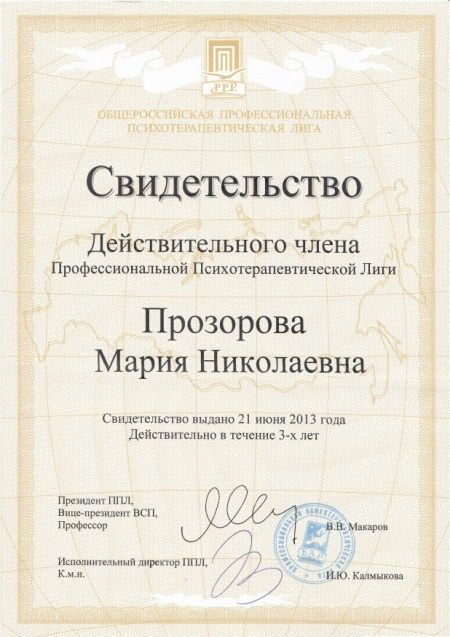 PPP
ОБЩЕРОССИЙСКАЯ ПРОФЕССИОНАЛЬНАЯ
ПСИХОТЕРАПЕВТИЧЕСКАЯ ЛИГА
Свидетельство
Действительного члена
Профессиональной Психотерапевтической Лиги
Прозорова
Мария Николаевна
Свидетельство выдано 21 июня 2013 года
Действительно в течение 3-х лет
Президент ППЛ,
Вице-президент ВСП,
Профессор
В.В. Макаров
Исполнительный директор ППЛ,
К.м.н.
И.Ю. Калмыкова